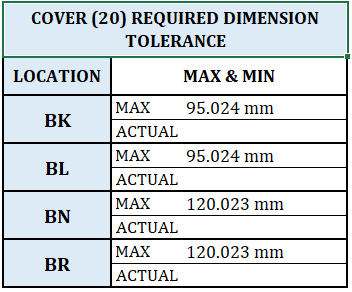 COVER (20) REQUIRED DIMENSION
TOLERANCE
LOCATION MAX & MIN
BK MAX 95.024 mm
ACTUAL
BL MAX 95.024 mm
ACTUAL
BN MAX 120.023 mm
ACTUAL
BR MAX 120.023 mm
ACTUAL